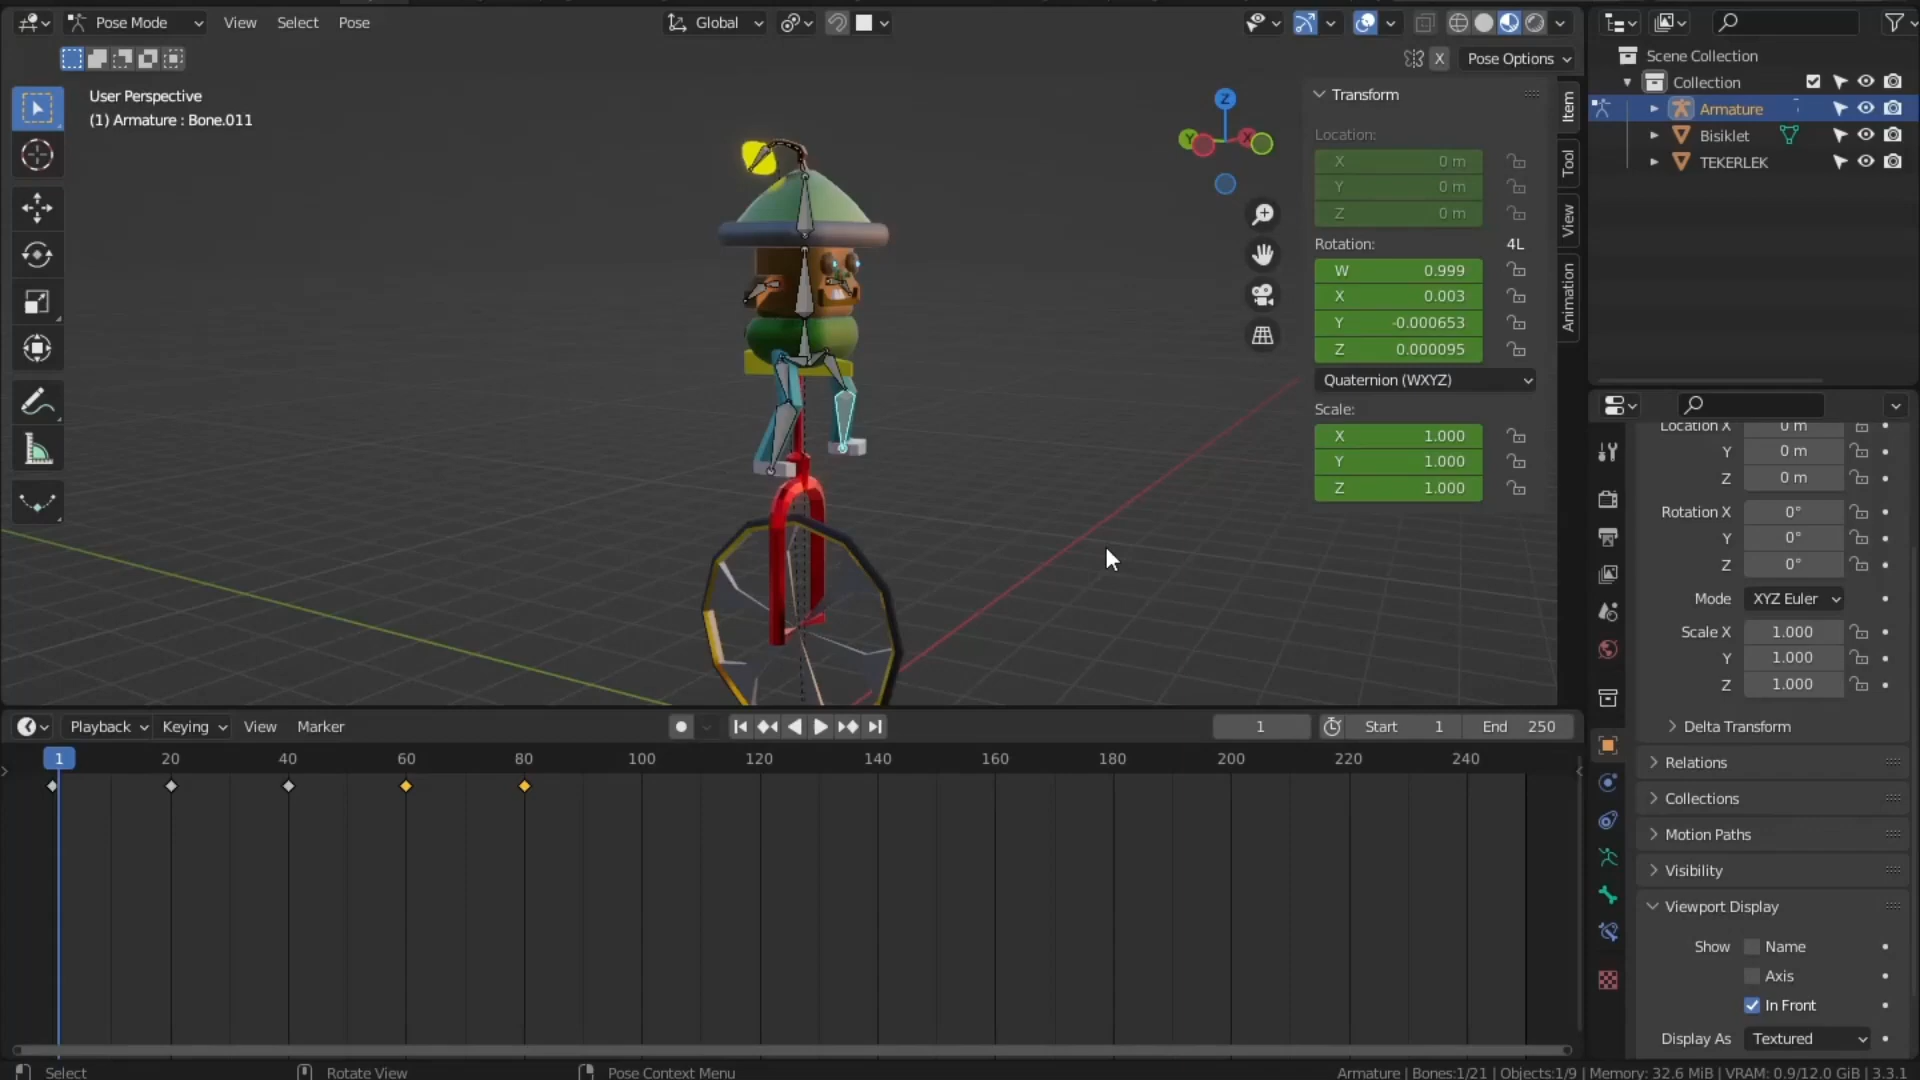 Pose Mode View Select Pose Global
X Pose Options
User Perspective
(1) Armature : Bone.011
Z
Y X
Transform
Location:
X 0 m
Y 0 m
Z 0 m
Rotation: 4L
W 0.999
X 0.003
Y -0.000653
Z 0.000095
Quaternion (WXYZ)
Scale:
X 1.000
Y 1.000
Z 1.000
Item
Tool
View
Animation
Scene Collection
Collection
Armature
Bisiklet
TEKERLEK
Location X 0 m
Y 0 m
Z 0 m
Rotation X 0°
Y 0°
Z 0°
Mode XYZ Euler
Scale X 1.000
Y 1.000
Z 1.000
Delta Transform
Relations
Collections
Motion Paths
Visibility
Viewport Display
Show Name
Axis
In Front
Display As Textured
Playback Keying View Marker 1 Start 1 End 250
1 20 40 60 80 100 120 140 160 180 200 220 240
Select Rotate View Pose Context Menu Armature | Bones:1/21 | Objects:1/9 | Memory: 32.6 MiB | VRAM: 0.9/12.0 GiB | 3.3.1